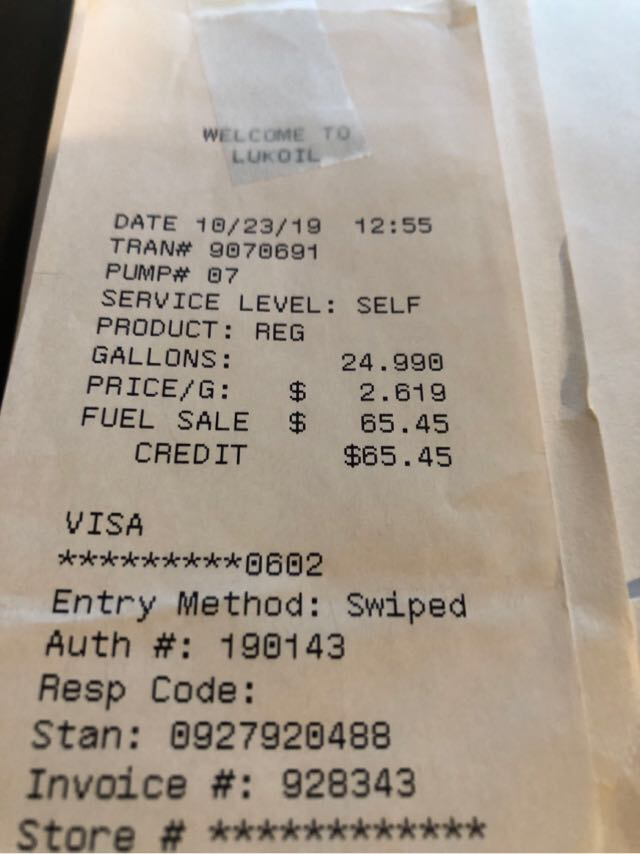 WELCOME TO
LUKOIL
DATE 10/23/19 12:55
TRAN# 9070691
PUMP# 07
SERVICE LEVEL: SELF
PRODUCT: REG
GALLONS: 24.990
PRICE/G: $ 2.619
FUEL SALE $ 65.45
CREDIT $65.45
VISA
*********0602
Entry Method: Swiped
Auth #: 190143
Resp Code:
Stan: 0927920488
Invoice #: 928343
Store # ************